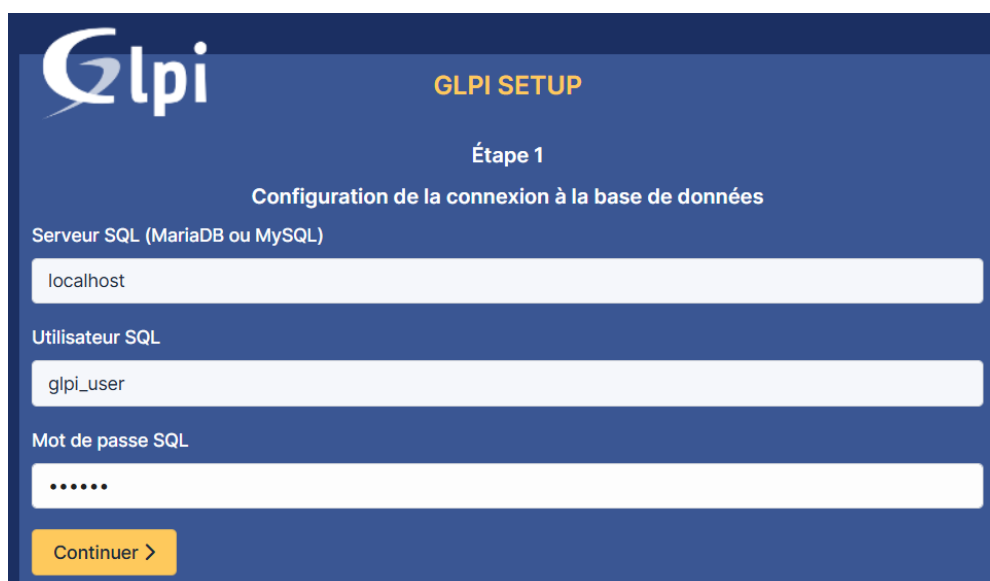 Glpi
GLPI SETUP
Étape 1
Configuration de la connexion à la base de données
Serveur SQL (MariaDB ou MySQL)
localhost
Utilisateur SQL
glpi_user
Mot de passe SQL
••••••
Continuer >